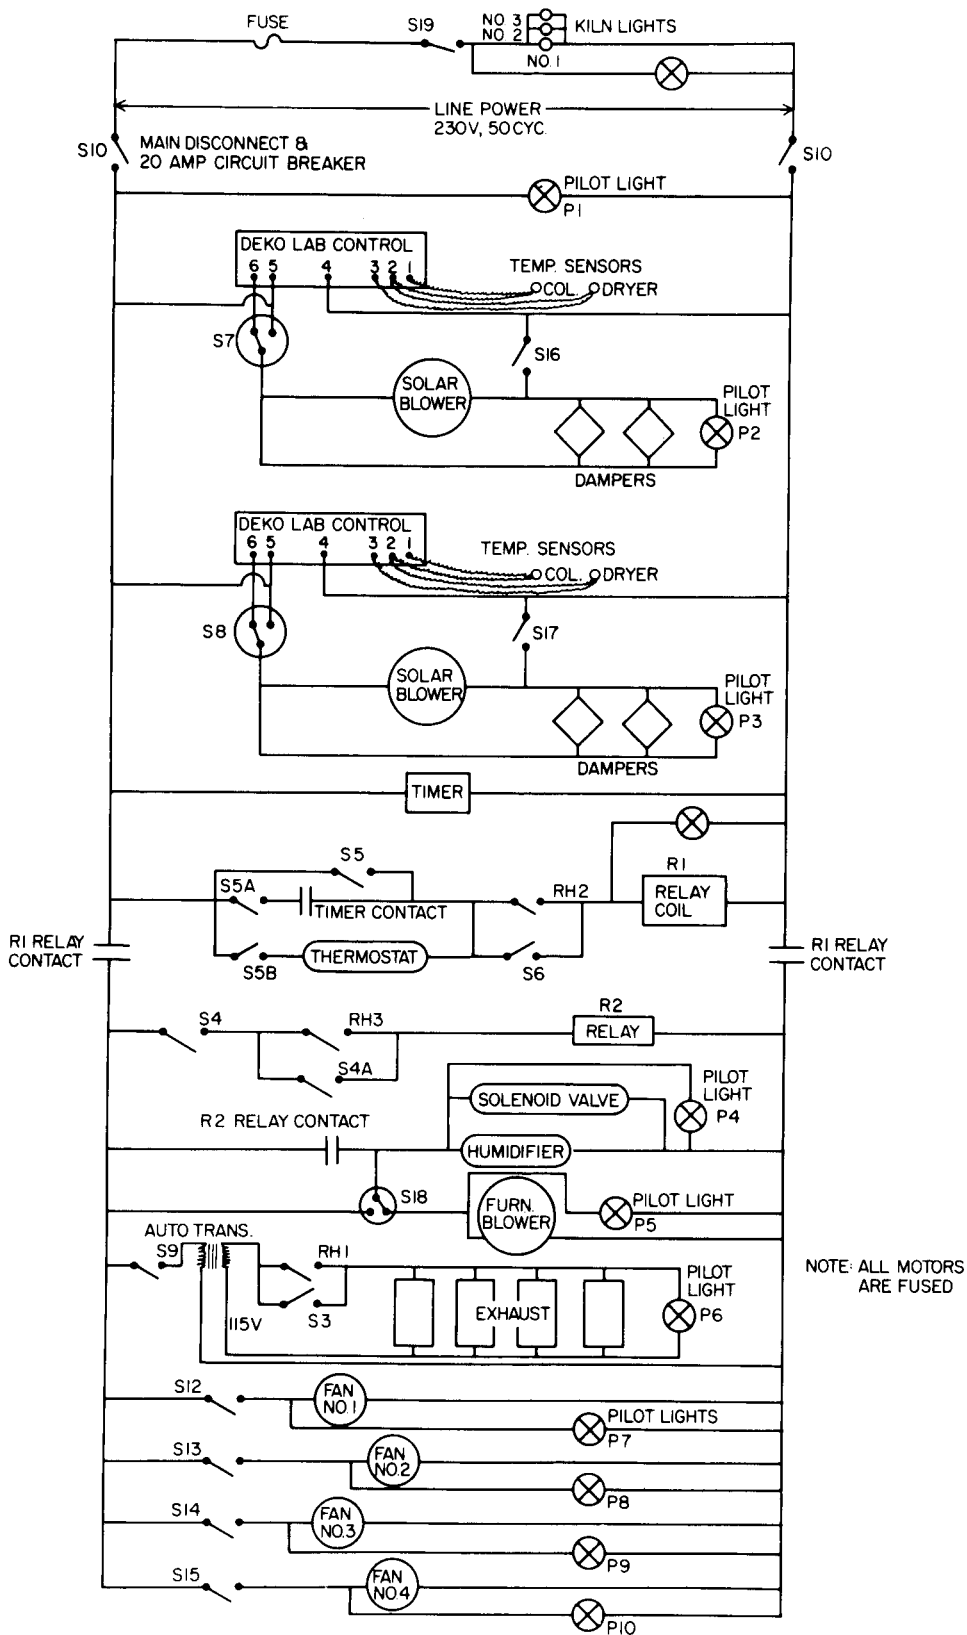 FUSE
S19
NO. 3
NO. 2
KILN LIGHTS
NO. 1
LINE POWER
230V, 50CYC.
S10
MAIN DISCONNECT &
20 AMP CIRCUIT BREAKER
S10
PILOT LIGHT
P1
DEKO LAB CONTROL
6 5 4 3 2 1
TEMP. SENSORS
COL. DRYER
S7
S16
SOLAR
BLOWER
PILOT
LIGHT
P2
DAMPERS
DEKO LAB CONTROL
6 5 4 3 2 1
TEMP. SENSORS
COL. DRYER
S8
S17
SOLAR
BLOWER
PILOT
LIGHT
P3
DAMPERS
TIMER
S5
R1
S5A
RH2
RELAY
COIL
TIMER CONTACT
R1 RELAY
CONTACT
THERMOSTAT
S5B
S6
R1 RELAY
CONTACT
S4
RH3
R2
RELAY
S4A
PILOT
LIGHT
P4
SOLENOID VALVE
R2 RELAY CONTACT
HUMIDIFIER
S18
FURN.
BLOWER
PILOT LIGHT
P5
AUTO TRANS.
S9
RH1
NOTE: ALL MOTORS
ARE FUSED
PILOT
LIGHT
P6
S3
EXHAUST
115V
S12
FAN
NO.1
PILOT LIGHTS
P7
S13
FAN
NO.2
P8
S14
FAN
NO.3
P9
S15
FAN
NO.4
P10